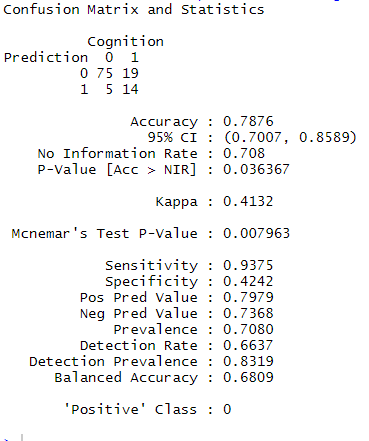 Confusion Matrix and Statistics
Cognition
Prediction 0 1
0 75 19
1 5 14
Accuracy : 0.7876
95% CI : (0.7007, 0.8589)
No Information Rate : 0.708
P-Value [Acc > NIR] : 0.036367
Kappa : 0.4132
Mcnemar's Test P-Value : 0.007963
Sensitivity : 0.9375
Specificity : 0.4242
Pos Pred Value : 0.7979
Neg Pred Value : 0.7368
Prevalence : 0.7080
Detection Rate : 0.6637
Detection Prevalence : 0.8319
Balanced Accuracy : 0.6809
'Positive' Class : 0